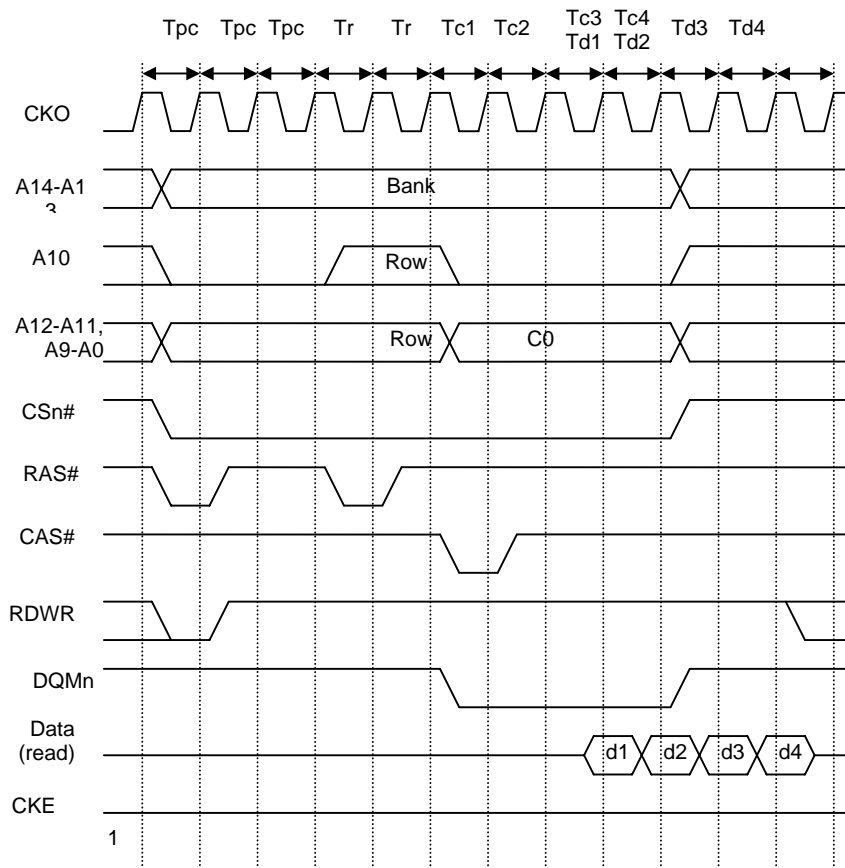 Tpc Tpc Tpc Tr Tr Tc1 Tc2 Tc3 Tc4 Td3 Td4
Td1 Td2
CKO
A14-A1
3
Bank
A10
Row
A12-A11,
A9-A0
Row
C0
CSn#
RAS#
CAS#
RDWR
DQMn
Data
(read)
d1 d2 d3 d4
CKE
1